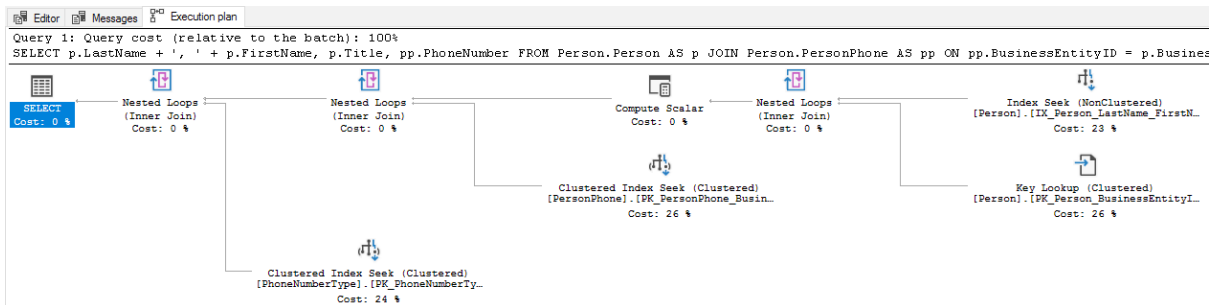 Editor Messages Execution plan
Query 1: Query cost (relative to the batch): 100%
SELECT p.LastName + ', ' + p.FirstName, p.Title, pp.PhoneNumber FROM Person.Person AS p JOIN Person.PersonPhone AS pp ON pp.BusinessEntityID = p.Busines
SELECT
Cost: 0 %
Nested Loops
(Inner Join)
Cost: 0 %
Nested Loops
(Inner Join)
Cost: 0 %
Compute Scalar
Cost: 0 %
Nested Loops
(Inner Join)
Cost: 0 %
Index Seek (NonClustered)
[Person].[IX_Person_LastName_FirstN…
Cost: 23 %
Clustered Index Seek (Clustered)
[PersonPhone].[PK_PersonPhone_Busin…
Cost: 26 %
Key Lookup (Clustered)
[Person].[PK_Person_BusinessEntityI…
Cost: 26 %
Clustered Index Seek (Clustered)
[PhoneNumberType].[PK_PhoneNumberTy…
Cost: 24 %